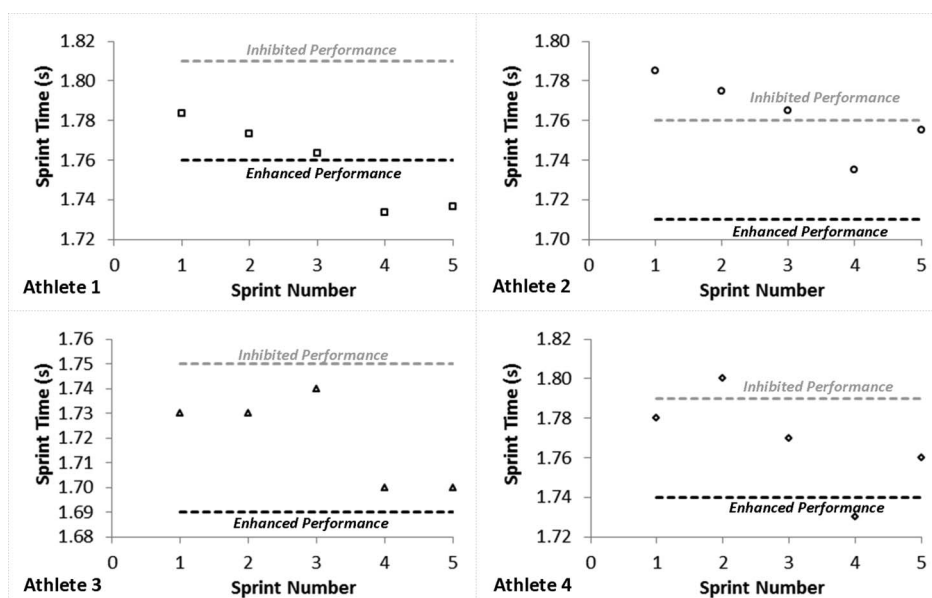 1.82
1.80
1.78
1.76
1.74
1.72
Sprint Time (s)
Inhibited Performance
Enhanced Performance
0 1 2 3 4 5
Sprint Number
Athlete 1
1.80
1.78
1.76
1.74
1.72
1.70
Sprint Time (s)
Inhibited Performance
Enhanced Performance
0 1 2 3 4 5
Sprint Number
Athlete 2
1.76
1.75
1.74
1.73
1.72
1.71
1.70
1.69
1.68
Sprint Time (s)
Inhibited Performance
Enhanced Performance
0 1 2 3 4 5
Sprint Number
Athlete 3
1.82
1.80
1.78
1.76
1.74
1.72
Sprint Time (s)
Inhibited Performance
Enhanced Performance
0 1 2 3 4 5
Sprint Number
Athlete 4